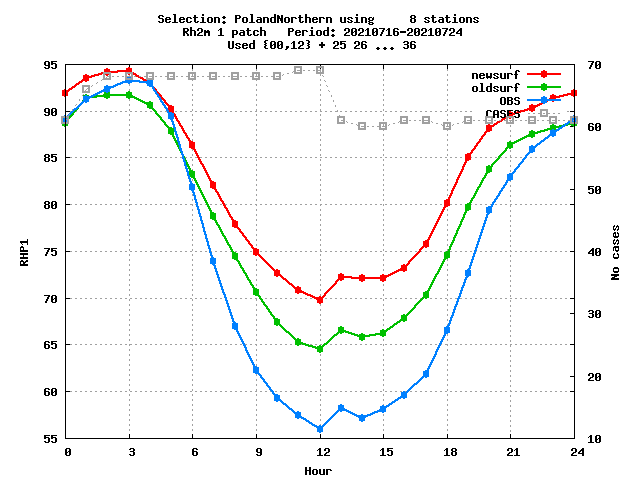 Selection: PolandNorthern using     8 stations
Rh2m 1 patch   Period: 20210716-20210724
Used {00,12} + 25 26 ... 36
95
90
85
80
75
70
65
60
55
RHP1
70
60
50
40
30
20
10
No cases
newsurf
oldsurf
OBS
CASES
0 3 6 9 12 15 18 21 24
Hour